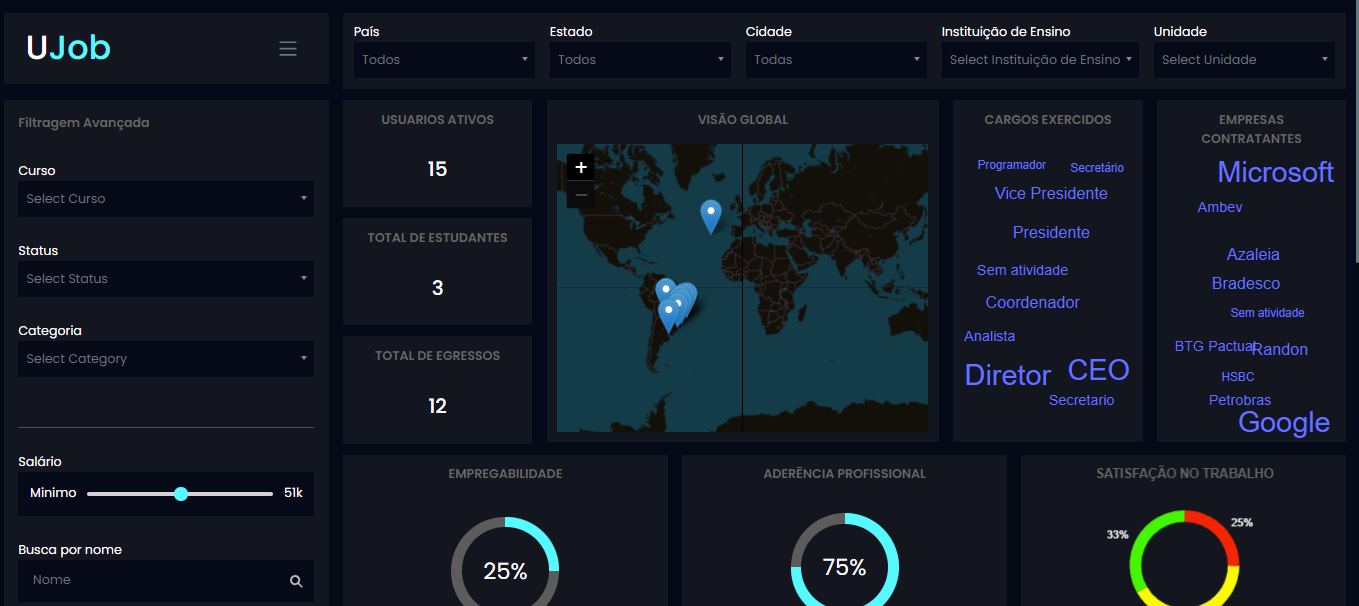 UJob
País
Estado
Cidade
Instituição de Ensino
Unidade
Todos
Todos
Todas
Select Instituição de Ensino
Select Unidade
Filtragem Avançada
Curso
Select Curso
Status
Select Status
Categoria
Select Category
Salário
Minimo
51k
Busca por nome
Nome
USUARIOS ATIVOS
15
TOTAL DE ESTUDANTES
3
TOTAL DE EGRESSOS
12
VISÃO GLOBAL
+
−
CARGOS EXERCIDOS
Programador
Secretário
Vice Presidente
Presidente
Sem atividade
Coordenador
Analista
Diretor
CEO
Secretario
EMPRESAS
CONTRATANTES
Microsoft
Ambev
Azaleia
Bradesco
Sem atividade
BTG Pactual
Randon
HSBC
Petrobras
Google
EMPREGABILIDADE
25%
ADERÊNCIA PROFISSIONAL
75%
SATISFAÇÃO NO TRABALHO
33%
25%